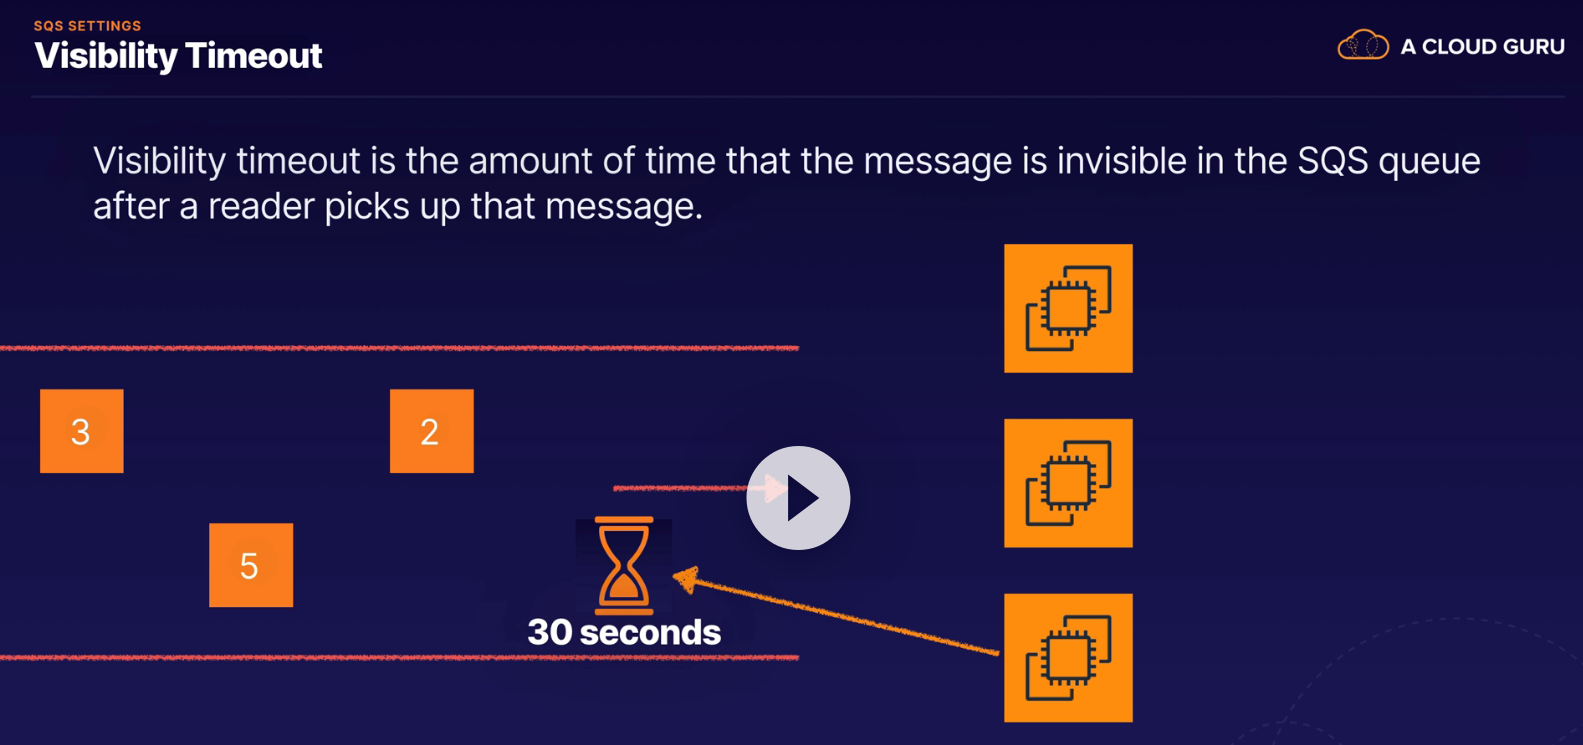 SQS SETTINGS
Visibility Timeout
A CLOUD GURU
Visibility timeout is the amount of time that the message is invisible in the SQS queue
after a reader picks up that message.
3
2
5
30 seconds